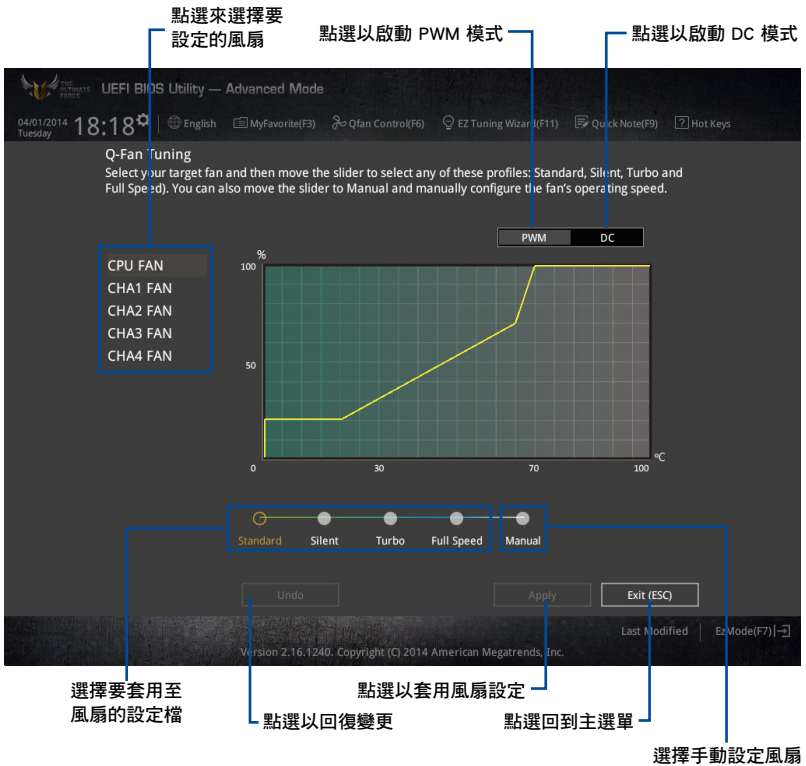 點選來選擇要
設定的風扇
點選以啟動 PWM 模式
點選以啟動 DC 模式
THE ULTIMATE FORCE
UEFI BIOS Utility — Advanced Mode
04/01/2014
Tuesday
18:18
English
MyFavorite(F3)
Qfan Control(F6)
EZ Tuning Wizard(F11)
Quick Note(F9)
? Hot Keys
Q-Fan Tuning
Select your target fan and then move the slider to select any of these profiles: Standard, Silent, Turbo and
Full Speed). You can also move the slider to Manual and manually configure the fan's operating speed.
PWM
DC
CPU FAN
CHA1 FAN
CHA2 FAN
CHA3 FAN
CHA4 FAN
%
100
50
0
30
70
100
ºC
Standard
Silent
Turbo
Full Speed
Manual
Undo
Apply
Exit (ESC)
Last Modified
EzMode(F7)
Version 2.16.1240. Copyright (C) 2014 American Megatrends, Inc.
選擇要套用至
風扇的設定檔
點選以回復變更
點選以套用風扇設定
點選回到主選單
選擇手動設定風扇